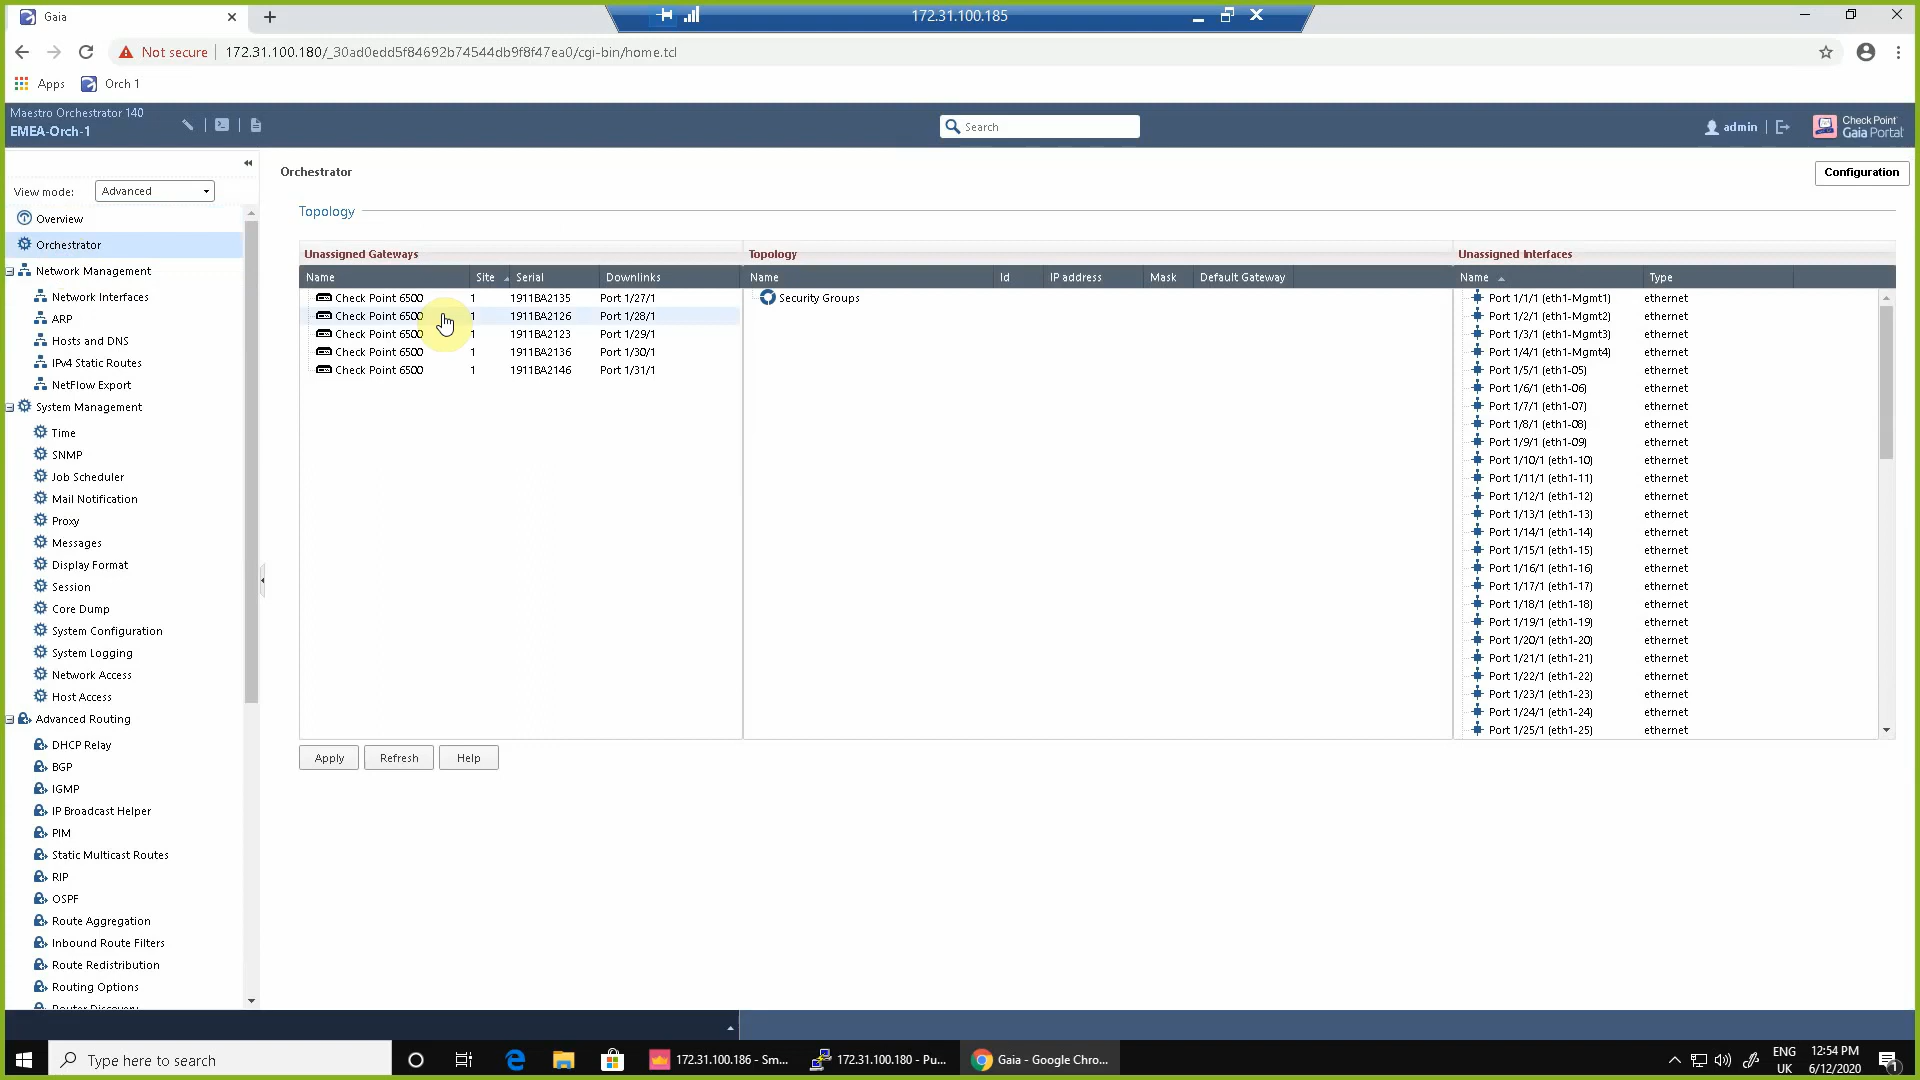 Gaia
172.31.100.185
Not secure
172.31.100.180/_30ad0edd5f84692b74544db9f8f47ea0/cgi-bin/home.tcl
Apps
Orch 1
Maestro Orchestrator 140
EMEA-Orch-1
Search
admin
Check Point
Gaia Portal
View mode:
Advanced
Overview
Orchestrator
Network Management
Network Interfaces
ARP
Hosts and DNS
IPv4 Static Routes
NetFlow Export
System Management
Time
SNMP
Job Scheduler
Mail Notification
Proxy
Messages
Display Format
Session
Core Dump
System Configuration
System Logging
Network Access
Host Access
Advanced Routing
DHCP Relay
BGP
IGMP
IP Broadcast Helper
PIM
Static Multicast Routes
RIP
OSPF
Route Aggregation
Inbound Route Filters
Route Redistribution
Routing Options
Router Discovery
Orchestrator
Configuration
Topology
Unassigned Gateways
Name Site Serial Downlinks
Check Point 6500 1 1911BA2135 Port 1/27/1
Check Point 6500 1 1911BA2126 Port 1/28/1
Check Point 6500 1 1911BA2123 Port 1/29/1
Check Point 6500 1 1911BA2136 Port 1/30/1
Check Point 6500 1 1911BA2146 Port 1/31/1
Topology
Name Id IP address Mask Default Gateway
Security Groups
Unassigned Interfaces
Name Type
Port 1/1/1 (eth1-Mgmt1) ethernet
Port 1/2/1 (eth1-Mgmt2) ethernet
Port 1/3/1 (eth1-Mgmt3) ethernet
Port 1/4/1 (eth1-Mgmt4) ethernet
Port 1/5/1 (eth1-05) ethernet
Port 1/6/1 (eth1-06) ethernet
Port 1/7/1 (eth1-07) ethernet
Port 1/8/1 (eth1-08) ethernet
Port 1/9/1 (eth1-09) ethernet
Port 1/10/1 (eth1-10) ethernet
Port 1/11/1 (eth1-11) ethernet
Port 1/12/1 (eth1-12) ethernet
Port 1/13/1 (eth1-13) ethernet
Port 1/14/1 (eth1-14) ethernet
Port 1/15/1 (eth1-15) ethernet
Port 1/16/1 (eth1-16) ethernet
Port 1/17/1 (eth1-17) ethernet
Port 1/18/1 (eth1-18) ethernet
Port 1/19/1 (eth1-19) ethernet
Port 1/20/1 (eth1-20) ethernet
Port 1/21/1 (eth1-21) ethernet
Port 1/22/1 (eth1-22) ethernet
Port 1/23/1 (eth1-23) ethernet
Port 1/24/1 (eth1-24) ethernet
Port 1/25/1 (eth1-25) ethernet
Apply
Refresh
Help
Type here to search
172.31.100.186 - Sm...
172.31.100.180 - Pu...
Gaia - Google Chro...
ENG
UK
12:54 PM
6/12/2020
1